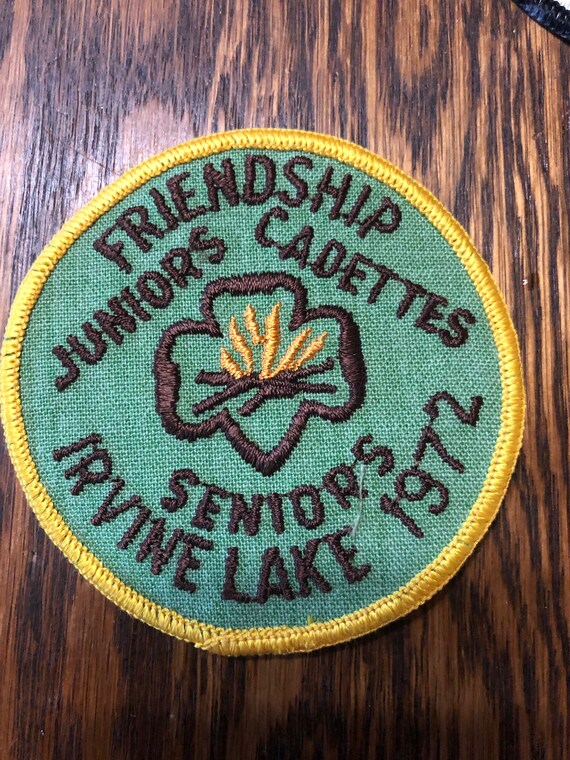 FRIENDSHIP
JUNIORS CADETTES
SENIORS
IRVINE LAKE 1972